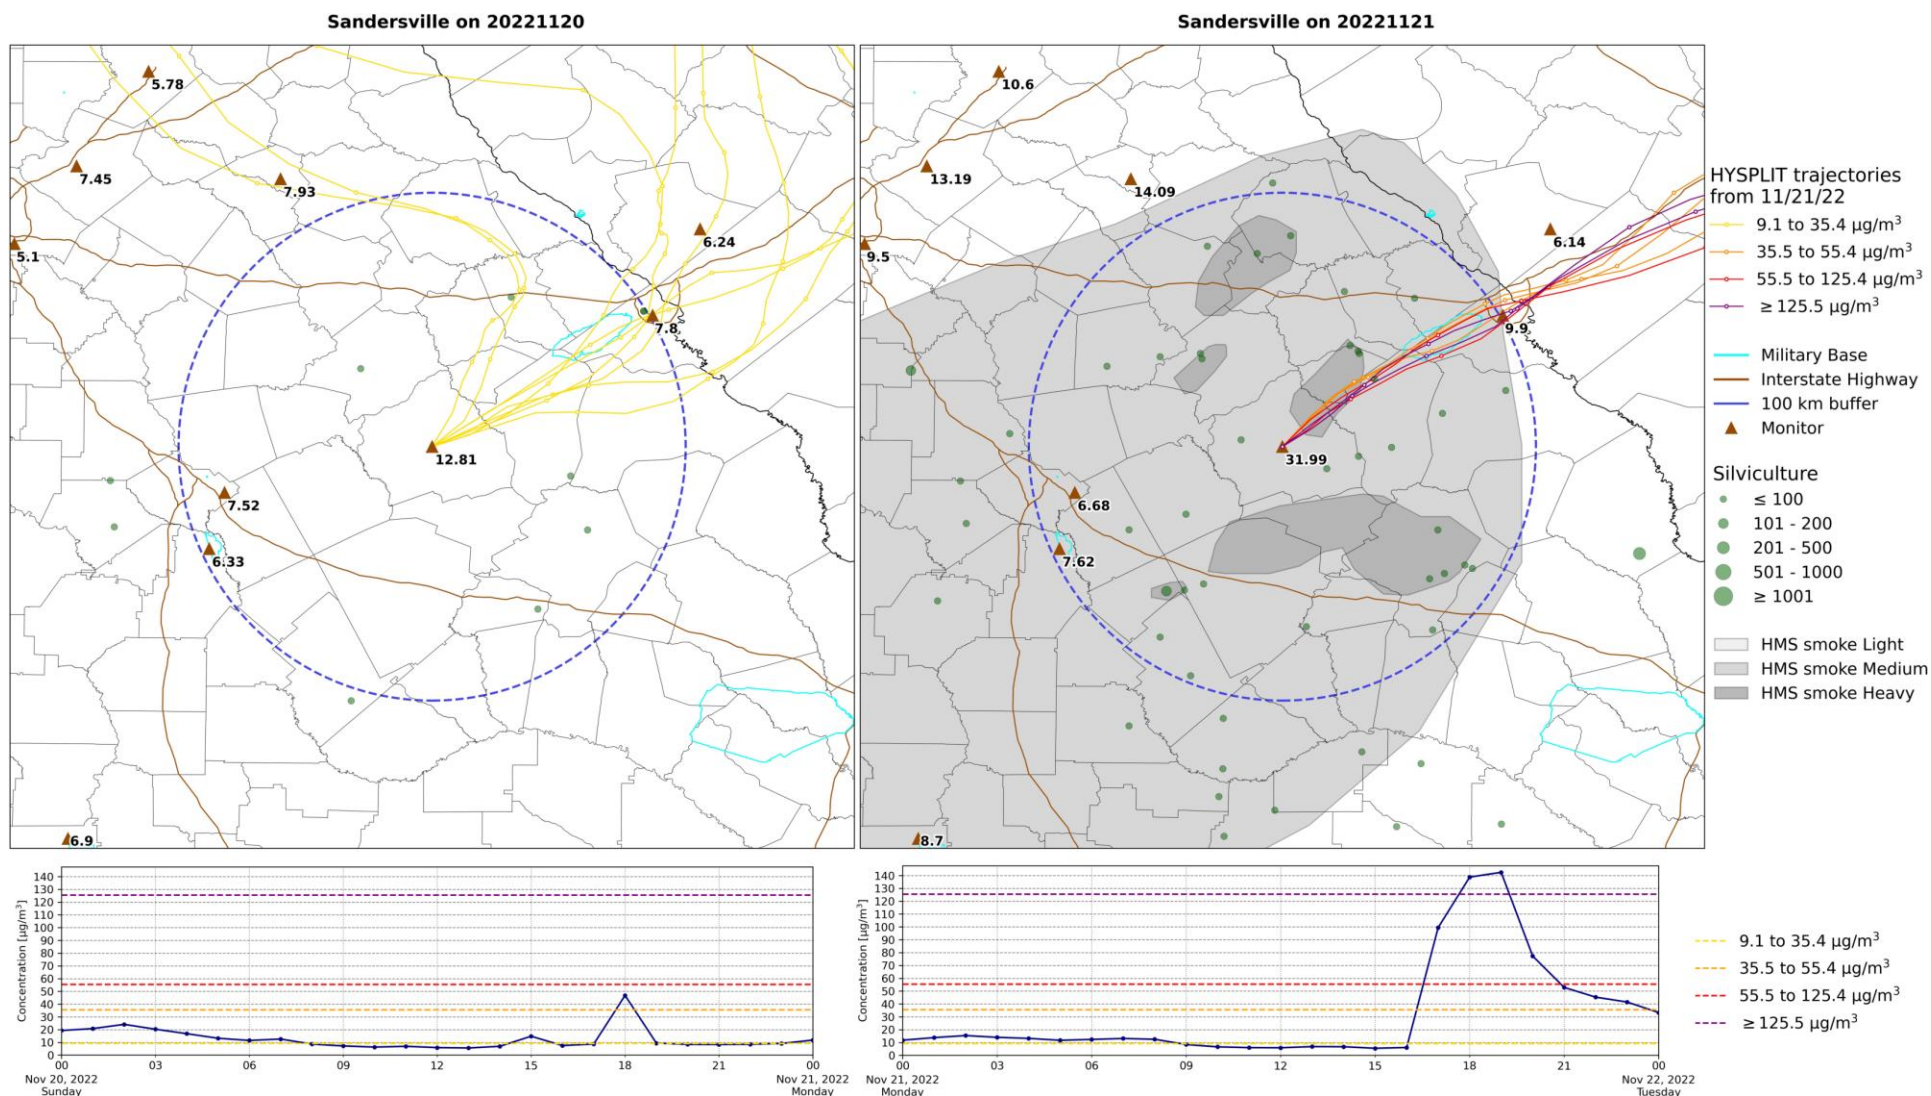 Sandersville on 20221120
5.78
7.45
7.93
5.1
6.24
7.8
12.81
7.52
6.33
6.9
Sandersville on 20221121
10.6
13.19
14.09
9.5
6.14
9.9
31.99
6.68
7.62
8.7
HYSPLIT trajectories
from 11/21/22
9.1 to 35.4 µg/m³
35.5 to 55.4 µg/m³
55.5 to 125.4 µg/m³
≥ 125.5 µg/m³
Military Base
Interstate Highway
100 km buffer
Monitor
Silviculture
≤ 100
101 - 200
201 - 500
501 - 1000
≥ 1001
HMS smoke Light
HMS smoke Medium
HMS smoke Heavy
Concentration [µg/m³]
140
130
120
110
100
90
80
70
60
50
40
30
20
10
0
00 03 06 09 12 15 18 21 00
Nov 20, 2022 Nov 21, 2022
Sunday Monday
Concentration [µg/m³]
140
130
120
110
100
90
80
70
60
50
40
30
20
10
0
00 03 06 09 12 15 18 21 00
Nov 21, 2022 Nov 22, 2022
Monday Tuesday
9.1 to 35.4 µg/m³
35.5 to 55.4 µg/m³
55.5 to 125.4 µg/m³
≥ 125.5 µg/m³